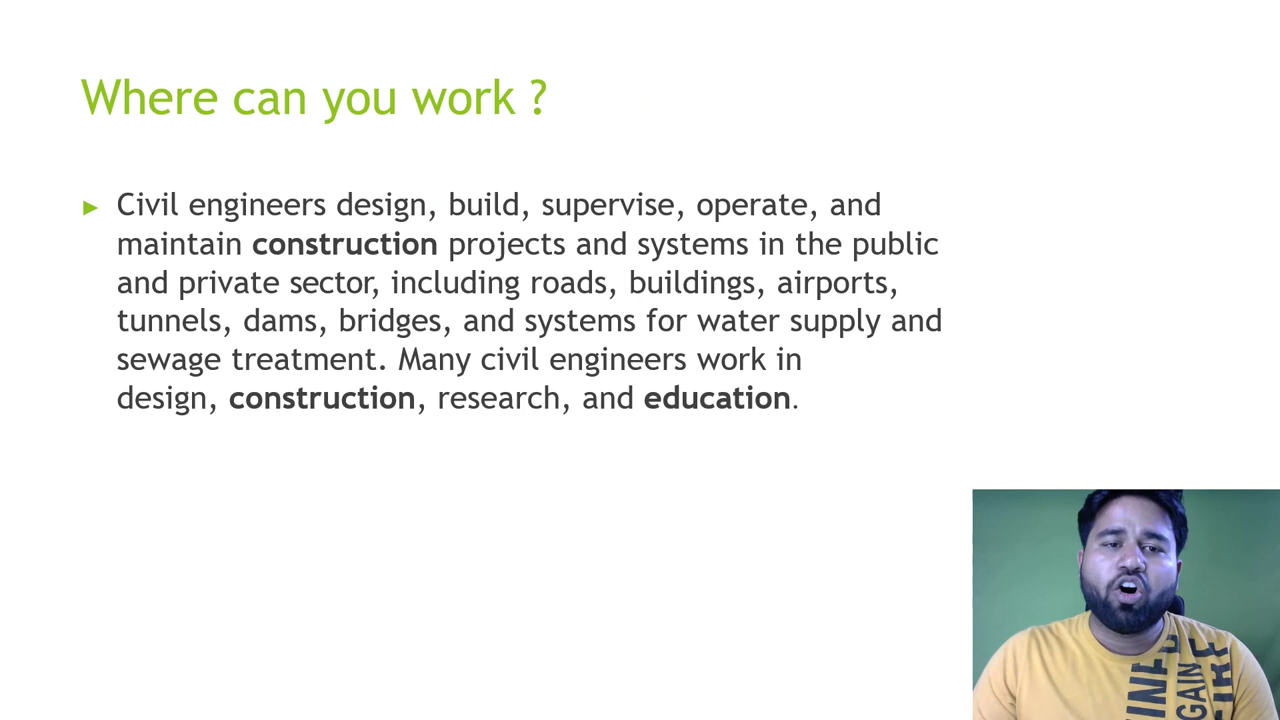 Where can you work ?
► Civil engineers design, build, supervise, operate, and
maintain construction projects and systems in the public
and private sector, including roads, buildings, airports,
tunnels, dams, bridges, and systems for water supply and
sewage treatment. Many civil engineers work in
design, construction, research, and education.
GAIN